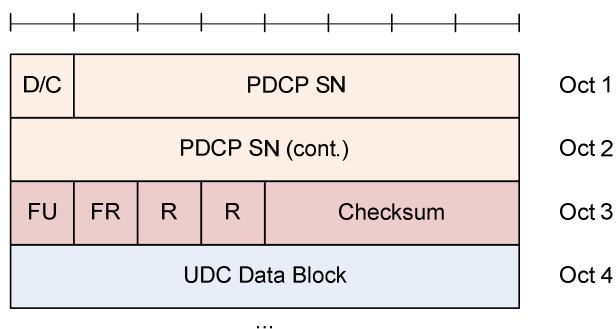 D/C PDCP SN Oct 1
PDCP SN (cont.) Oct 2
FU FR R R Checksum Oct 3
UDC Data Block Oct 4
...